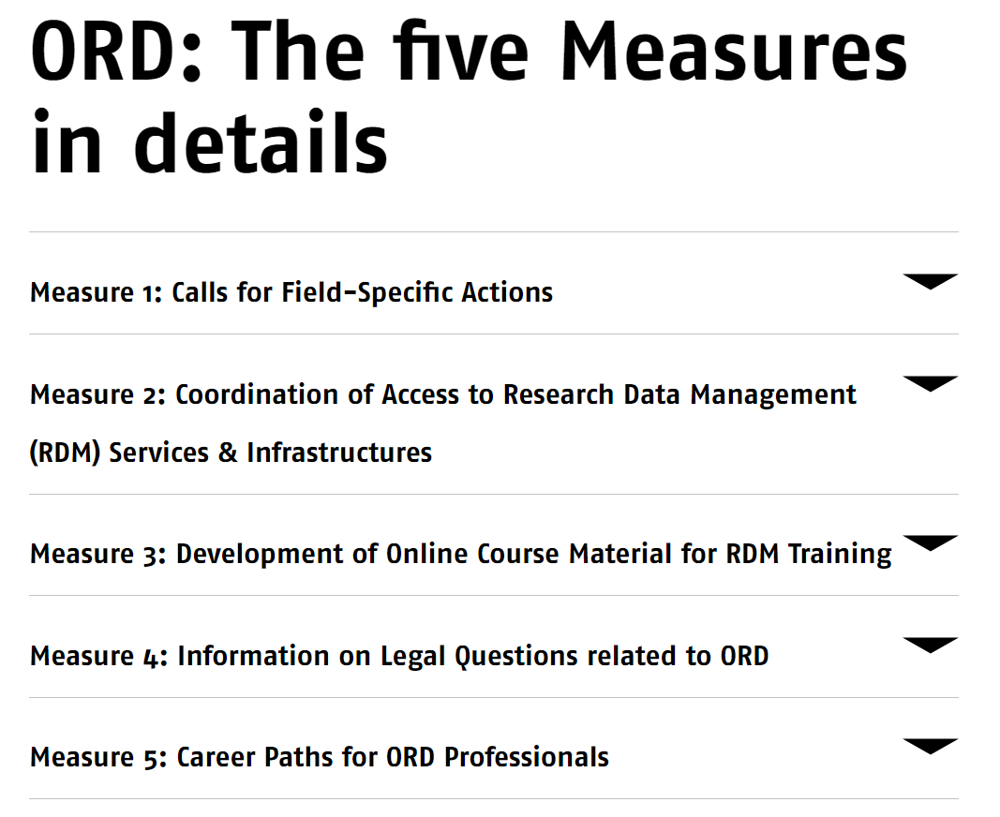 ORD: The five Measures
in details
Measure 1: Calls for Field-Specific Actions
Measure 2: Coordination of Access to Research Data Management
(RDM) Services & Infrastructures
Measure 3: Development of Online Course Material for RDM Training
Measure 4: Information on Legal Questions related to ORD
Measure 5: Career Paths for ORD Professionals